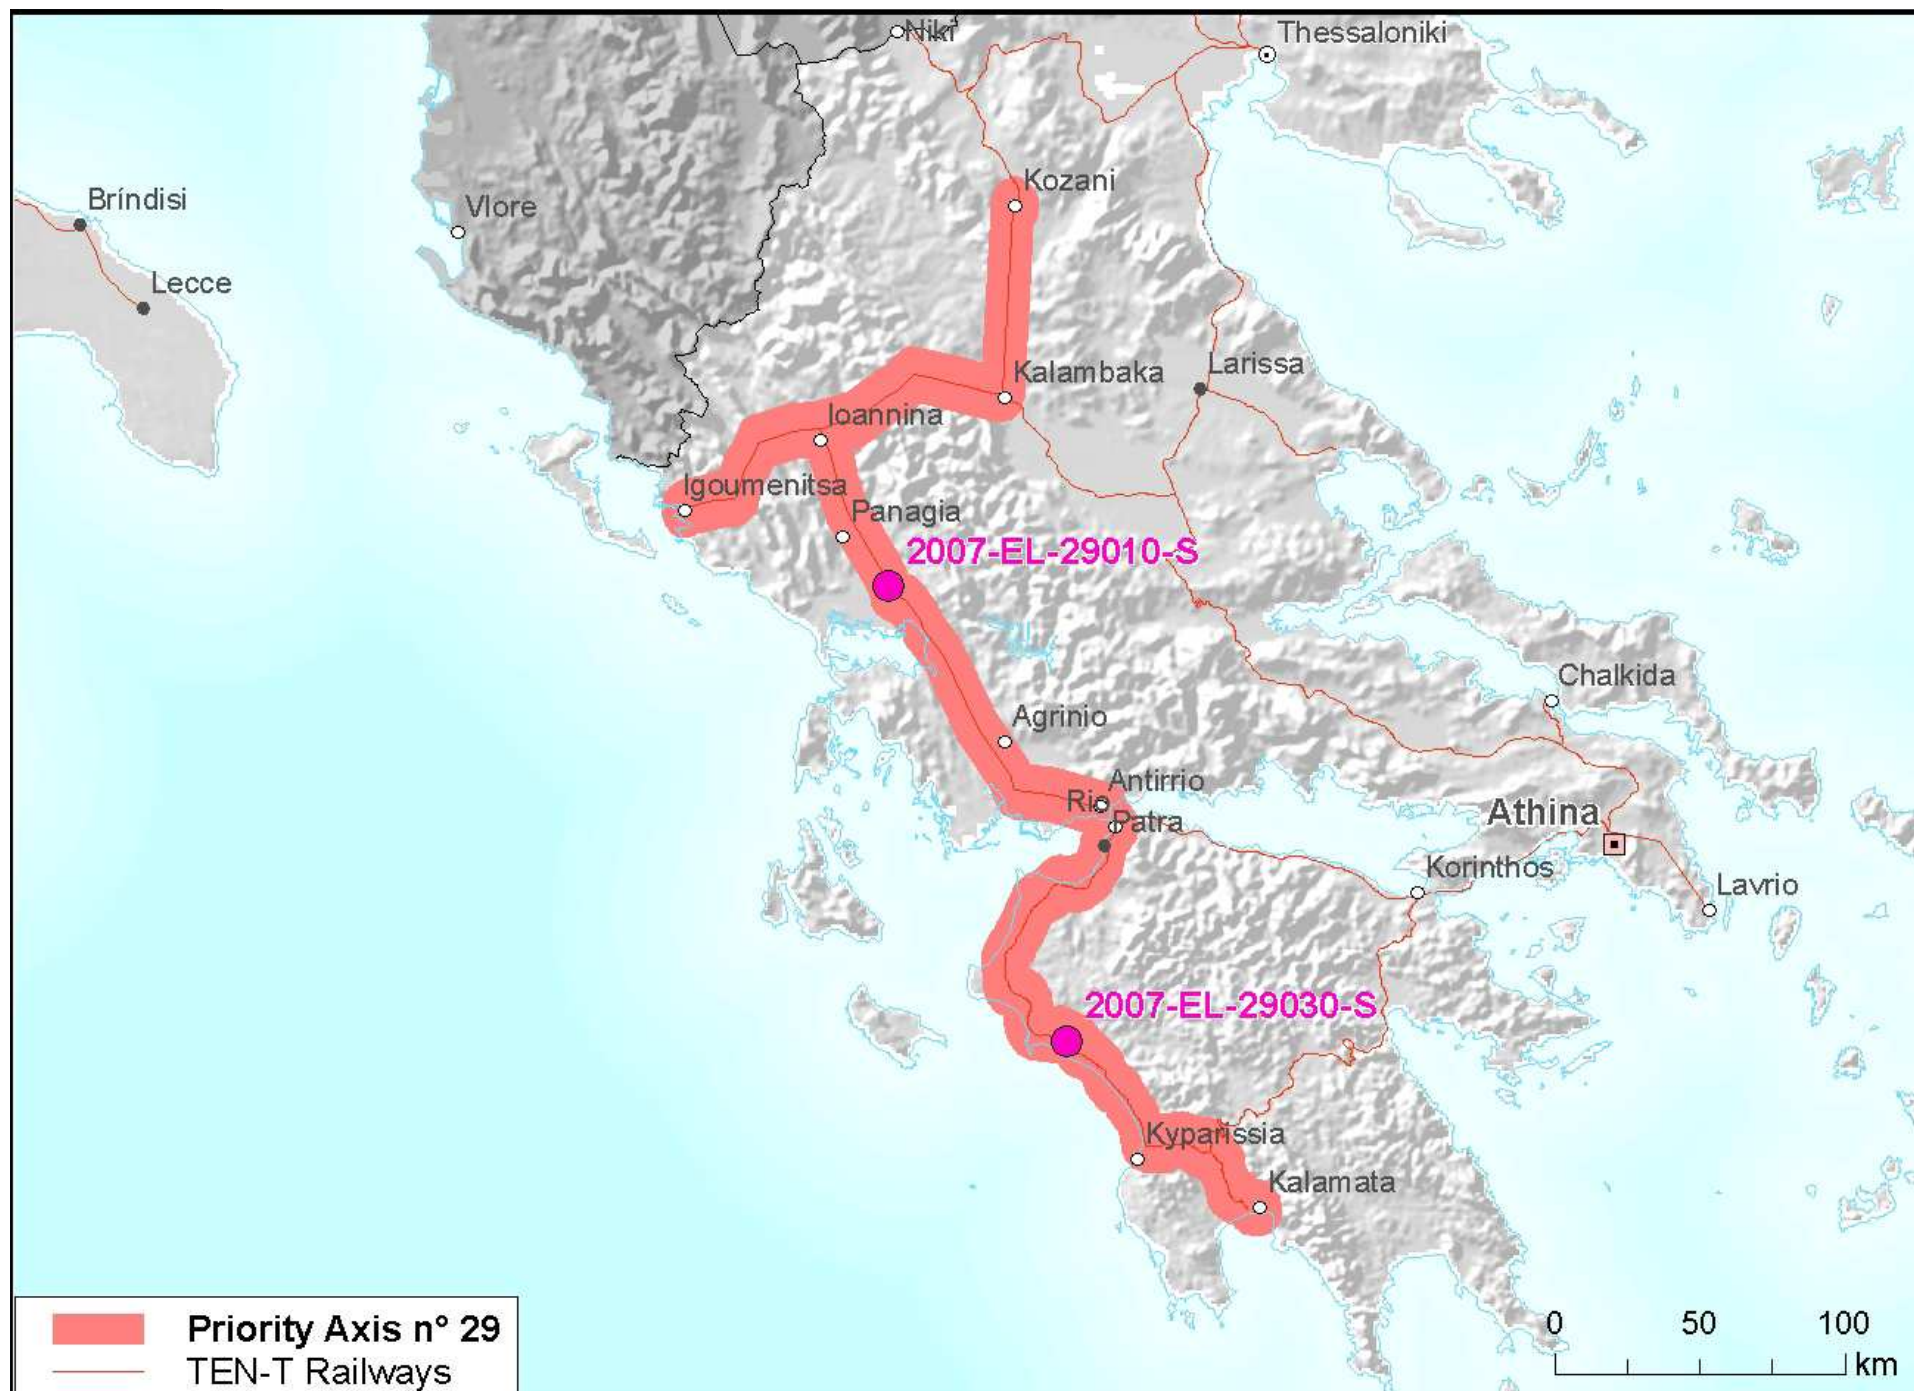 Niki
Thessaloniki
Kozani
Bríndisi
Vlore
Lecce
Kalambaka
Larissa
Ioannina
Igoumenitsa
Panagia
2007-EL-29010-S
Chalkida
Agrinio
Antirrio
Rio
Patra
Athina
Korinthos
Lavrio
2007-EL-29030-S
Kyparissia
Kalamata
Priority Axis n° 29
TEN-T Railways
0 50 100
km